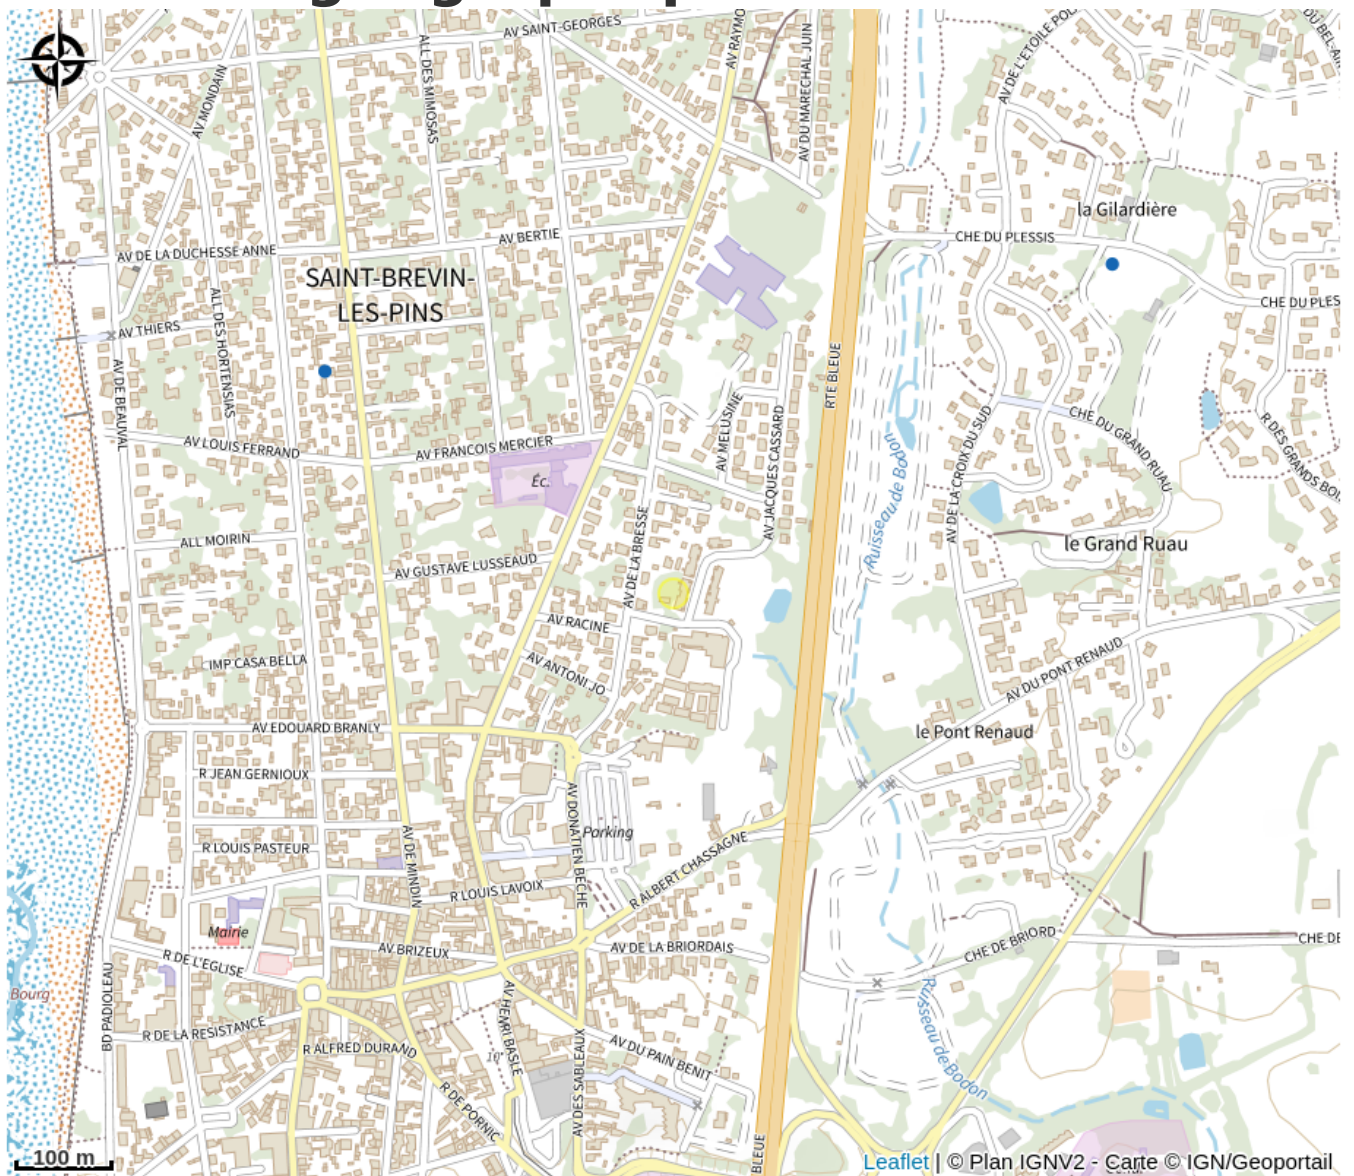 AV SAINT-GEORGES
AV RAYMO
AV DU MARECHAL JUIN
AV DE L'ETOILE POL
DU BEL-AI
ALL DES MIMOSAS
AV MONDAIN
la Gilardière
CHE DU PLESSIS
AV BERTIE
AV DE LA DUCHESSE ANNE
SAINT-BREVIN-
LES-PINS
CHE DU PLES
AV THIERS
ALL DES HORTENSIAS
AV DE BEAUVAL
RTE BLEUE
AV MELUSINE
AV JACQUES CASSARD
AV DE LA CROIX DU SUD
CHE DU GRAND RUAU
R DES GRANDS BOI
AV LOUIS FERRAND
AV FRANCOIS MERCIER
Éc.
Ruisseau de Bodon
ALL MOIRIN
le Grand Ruau
AV GUSTAVE LUSSEAUD
AV DE LA BRESSE
AV RACINE
IMP CASA BELLA
AV ANTONIJO
AV DU PONT RENAUD
AV EDOUARD BRANLY
le Pont Renaud
R JEAN GERNIOUX
AV DONATIEN BECHE
Parking
AV DE MINDIN
R LOUIS PASTEUR
R ALBERT CHASSAGNE
R LOUIS LAVOIX
Mairie
AV BRIZEUX
AV DE LA BRIORDAIS
CHE DE BRIORD
CHE DE
R DE L'EGLISE
Bourg
BD PADIOLEAU
AV HENRI BASLE
Ruisseau de Bodon
R DE LA RESISTANCE
R ALFRED DURAND
AV DU PAIN BENIT
AV DES SABLEAUX
R DE PORNIC
BLEUE
100 m
Leaflet | © Plan IGNV2 - Carte © IGN/Geoportail